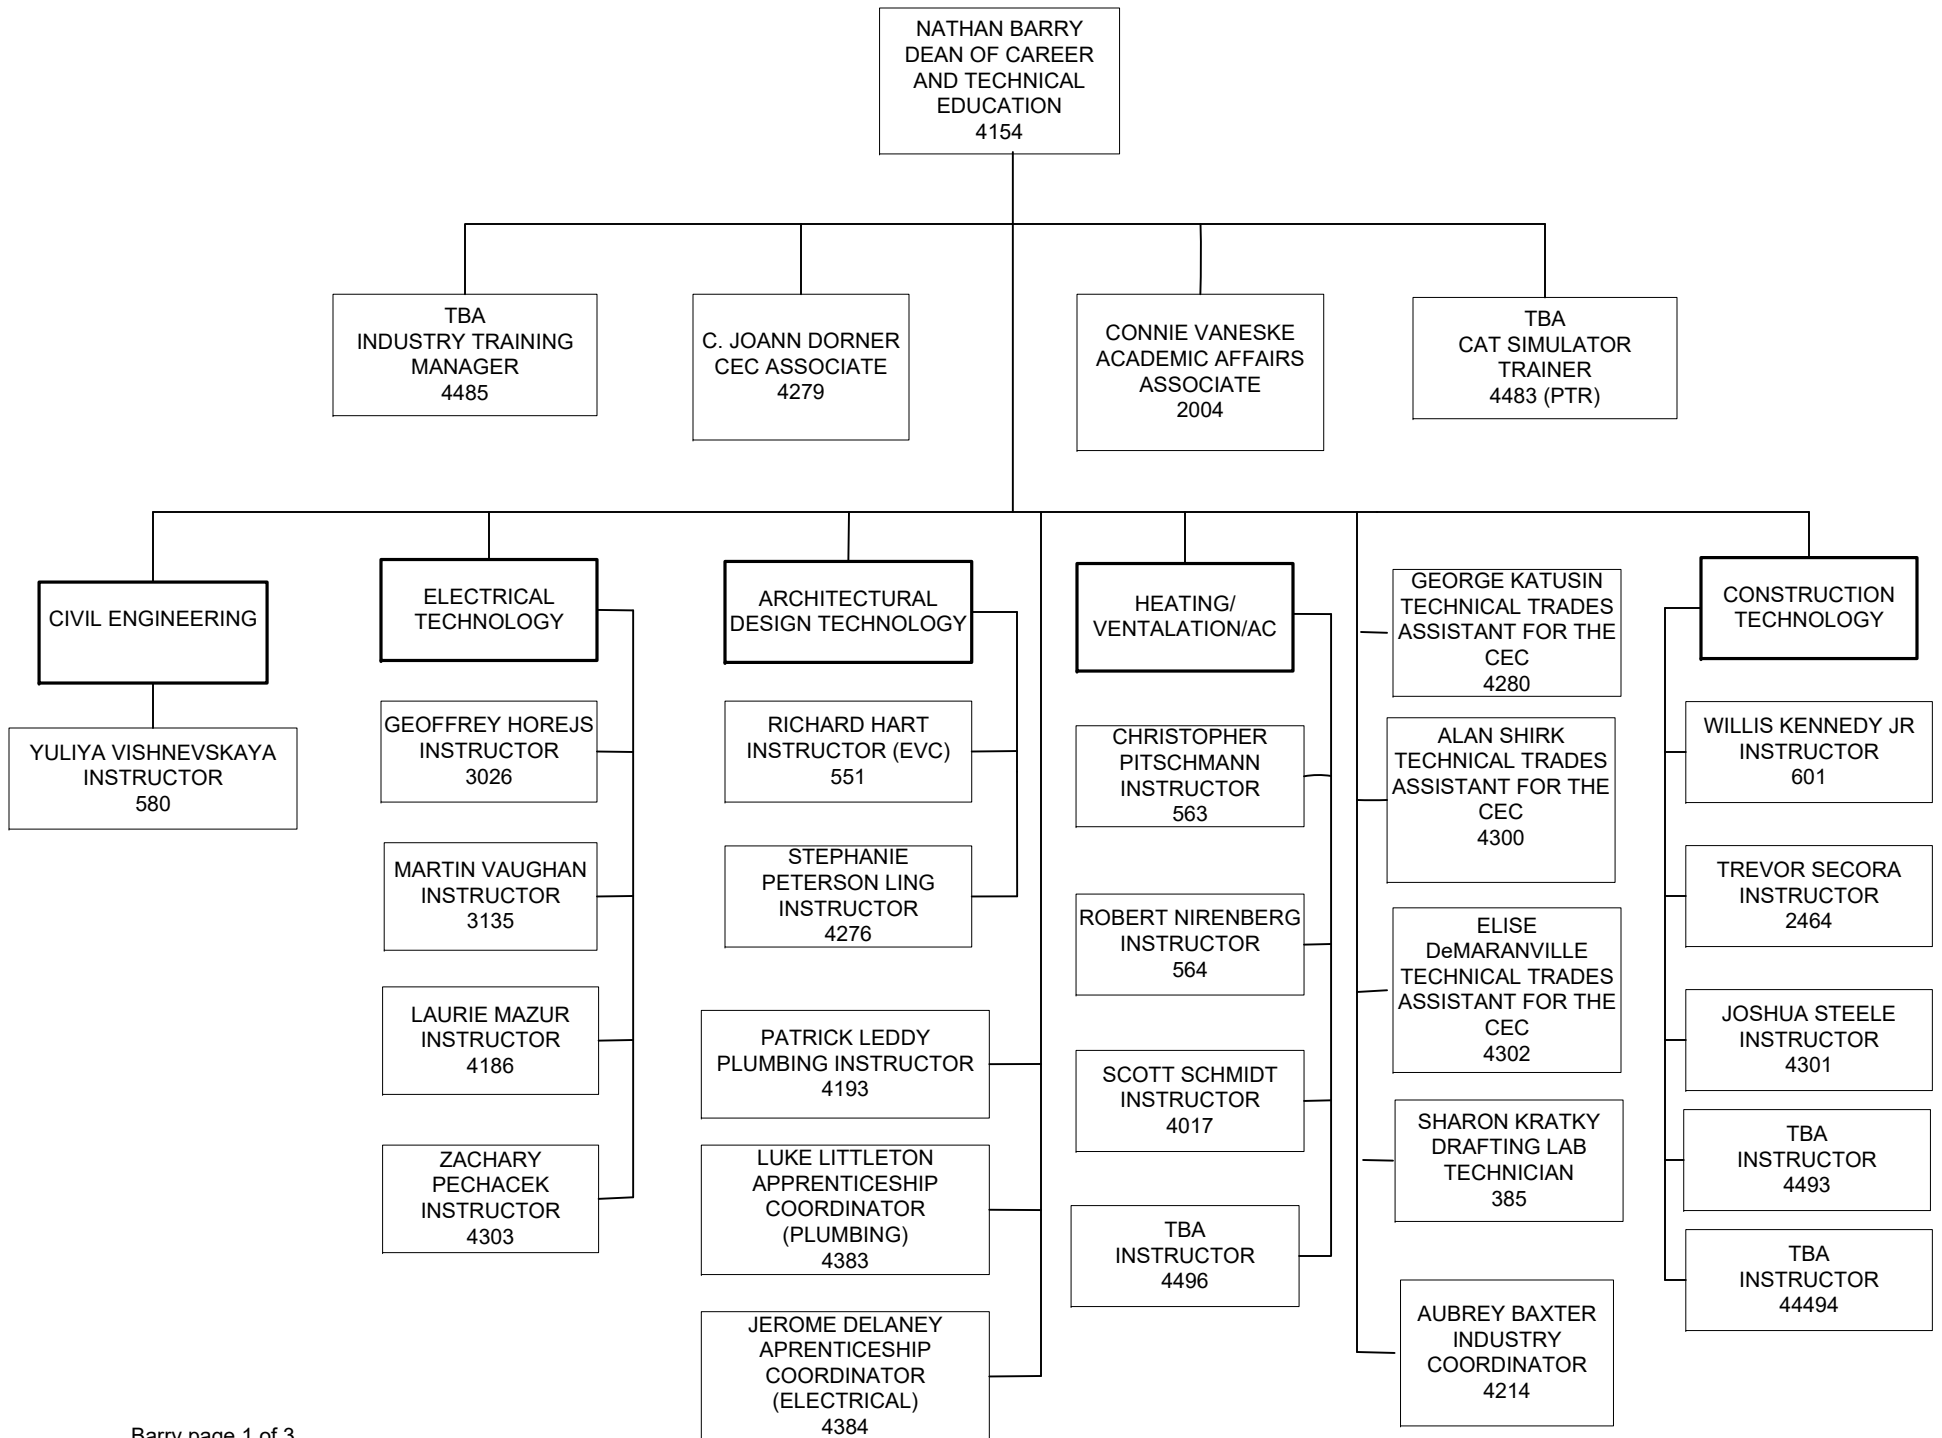 NATHAN BARRY
DEAN OF CAREER
AND TECHNICAL
EDUCATION
4154
TBA
INDUSTRY TRAINING
MANAGER
4485
C. JOANN DORNER
CEC ASSOCIATE
4279
CONNIE VANESKE
ACADEMIC AFFAIRS
ASSOCIATE
2004
TBA
CAT SIMULATOR
TRAINER
4483 (PTR)
CIVIL ENGINEERING
YULIYA VISHNEVSKAYA
INSTRUCTOR
580
ELECTRICAL
TECHNOLOGY
GEOFFREY HOREJS
INSTRUCTOR
3026
MARTIN VAUGHAN
INSTRUCTOR
3135
LAURIE MAZUR
INSTRUCTOR
4186
ZACHARY
PECHACEK
INSTRUCTOR
4303
ARCHITECTURAL
DESIGN TECHNOLOGY
RICHARD HART
INSTRUCTOR (EVC)
551
STEPHANIE
PETERSON LING
INSTRUCTOR
4276
PATRICK LEDDY
PLUMBING INSTRUCTOR
4193
LUKE LITTLETON
APPRENTICESHIP
COORDINATOR
(PLUMBING)
4383
JEROME DELANEY
APRENTICESHIP
COORDINATOR
(ELECTRICAL)
4384
HEATING/
VENTALATION/AC
CHRISTOPHER
PITSCHMANN
INSTRUCTOR
563
ROBERT NIRENBERG
INSTRUCTOR
564
SCOTT SCHMIDT
INSTRUCTOR
4017
TBA
INSTRUCTOR
4496
GEORGE KATUSIN
TECHNICAL TRADES
ASSISTANT FOR THE
CEC
4280
ALAN SHIRK
TECHNICAL TRADES
ASSISTANT FOR THE
CEC
4300
ELISE
DeMARANVILLE
TECHNICAL TRADES
ASSISTANT FOR THE
CEC
4302
SHARON KRATKY
DRAFTING LAB
TECHNICIAN
385
AUBREY BAXTER
INDUSTRY
COORDINATOR
4214
CONSTRUCTION
TECHNOLOGY
WILLIS KENNEDY JR
INSTRUCTOR
601
TREVOR SECORA
INSTRUCTOR
2464
JOSHUA STEELE
INSTRUCTOR
4301
TBA
INSTRUCTOR
4493
TBA
INSTRUCTOR
44494
Barry page 1 of 3